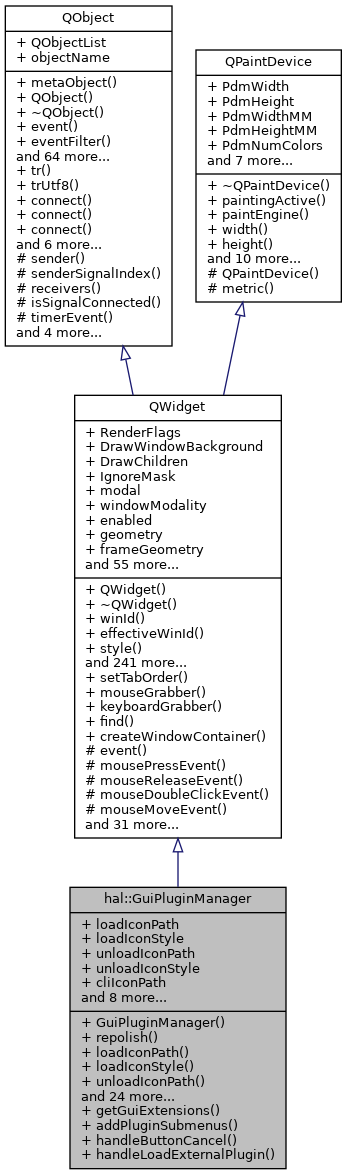 QObject
+ QObjectList
+ objectName
+ metaObject()
+ QObject()
+ ~QObject()
+ event()
+ eventFilter()
and 64 more...
+ tr()
+ trUtf8()
+ connect()
+ connect()
+ connect()
and 6 more...
# sender()
# senderSignalIndex()
# receivers()
# isSignalConnected()
# timerEvent()
and 4 more...
QPaintDevice
+ PdmWidth
+ PdmHeight
+ PdmWidthMM
+ PdmHeightMM
+ PdmNumColors
and 7 more...
+ ~QPaintDevice()
+ paintingActive()
+ paintEngine()
+ width()
+ height()
and 10 more...
# QPaintDevice()
# metric()
QWidget
+ RenderFlags
+ DrawWindowBackground
+ DrawChildren
+ IgnoreMask
+ modal
+ windowModality
+ enabled
+ geometry
+ frameGeometry
and 55 more...
+ QWidget()
+ ~QWidget()
+ winId()
+ effectiveWinId()
+ style()
and 241 more...
+ setTabOrder()
+ mouseGrabber()
+ keyboardGrabber()
+ find()
+ createWindowContainer()
# event()
# mousePressEvent()
# mouseReleaseEvent()
# mouseDoubleClickEvent()
# mouseMoveEvent()
and 31 more...
hal::GuiPluginManager
+ loadIconPath
+ loadIconStyle
+ unloadIconPath
+ unloadIconStyle
+ cliIconPath
and 8 more...
+ GuiPluginManager()
+ repolish()
+ loadIconPath()
+ loadIconStyle()
+ unloadIconPath()
and 24 more...
+ getGuiExtensions()
+ addPluginSubmenus()
+ handleButtonCancel()
+ handleLoadExternalPlugin()